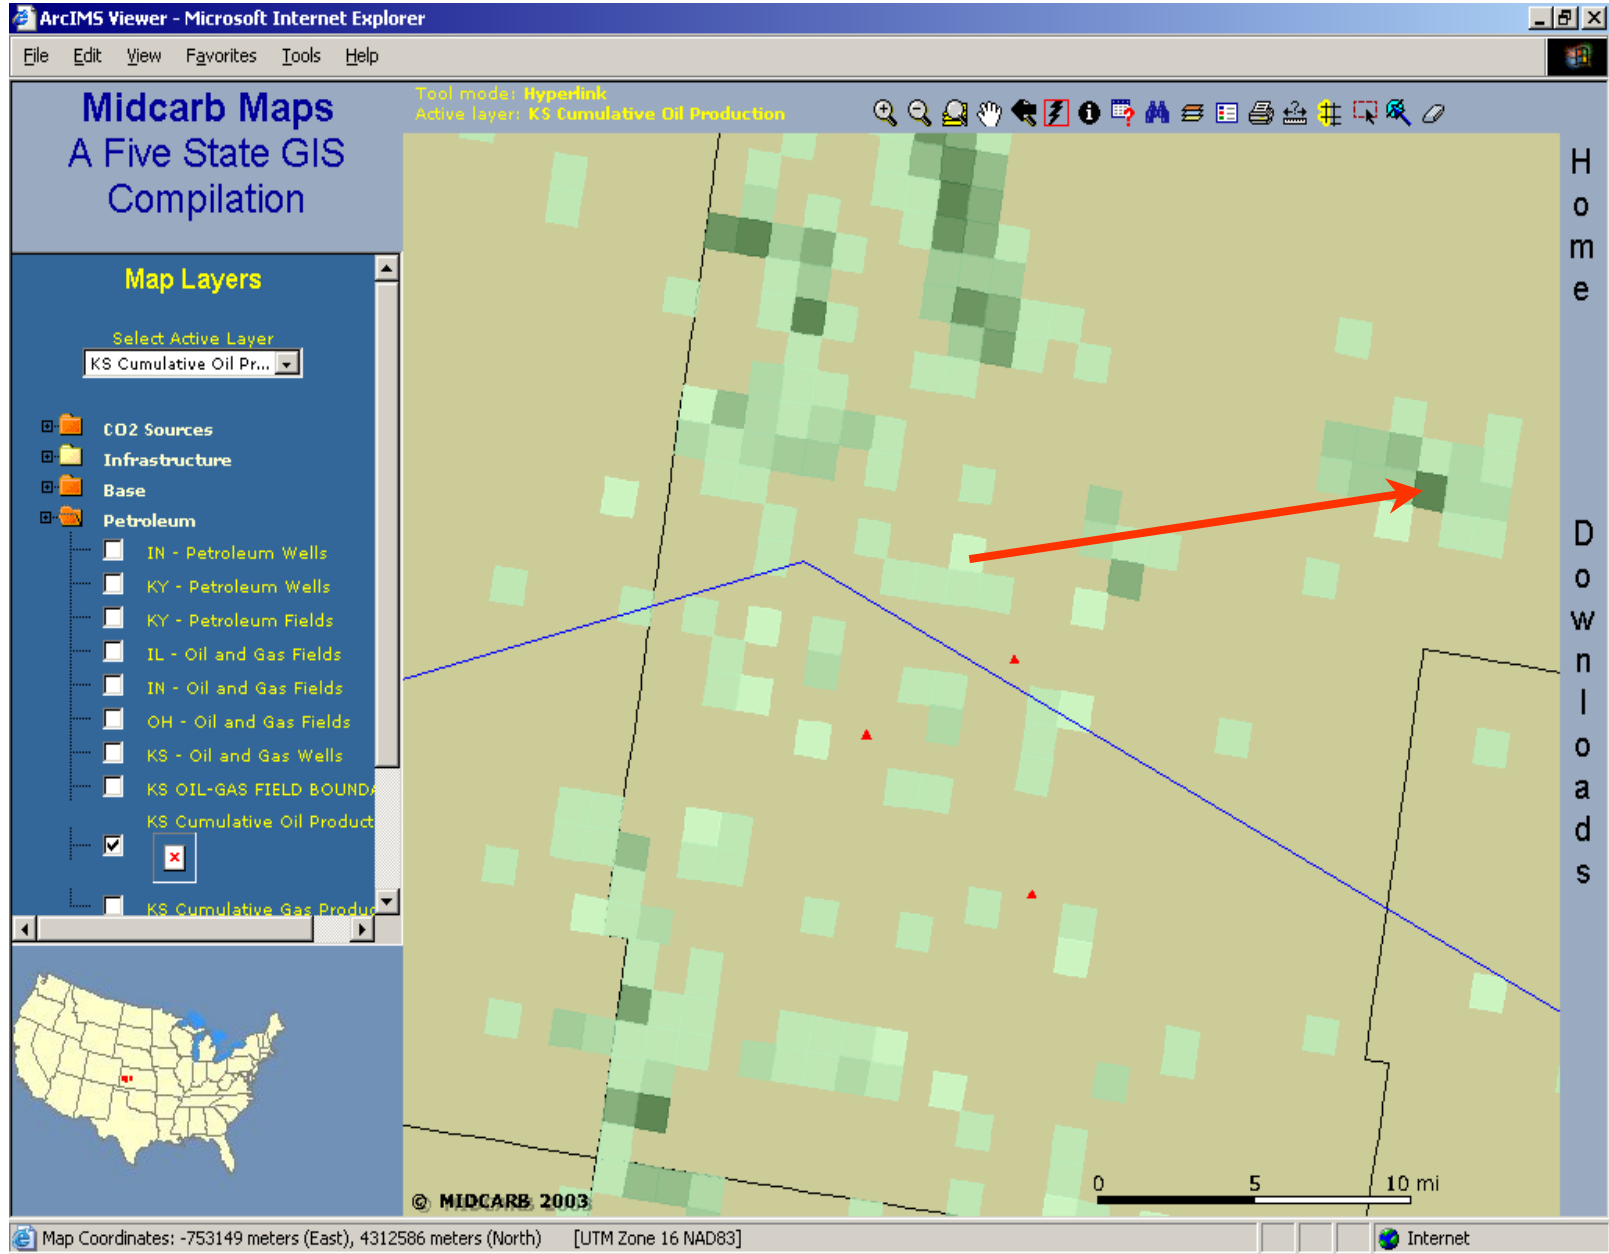 ArcIMS Viewer - Microsoft Internet Explorer
File Edit View Favorites Tools Help
Midcarb Maps
A Five State GIS
Compilation
Tool mode: Hyperlink
Active layer: KS Cumulative Oil Production
Home
Downloads
Map Layers
Select Active Layer
KS Cumulative Oil Pr...
CO2 Sources
Infrastructure
Base
Petroleum
IN - Petroleum Wells
KY - Petroleum Wells
KY - Petroleum Fields
IL - Oil and Gas Fields
IN - Oil and Gas Fields
OH - Oil and Gas Fields
KS - Oil and Gas Wells
KS OIL-GAS FIELD BOUNDA
KS Cumulative Oil Product
KS Cumulative Gas Produc
0 5 10 mi
© MIDCARB 2003
Map Coordinates: -753149 meters (East), 4312586 meters (North) [UTM Zone 16 NAD83] Internet